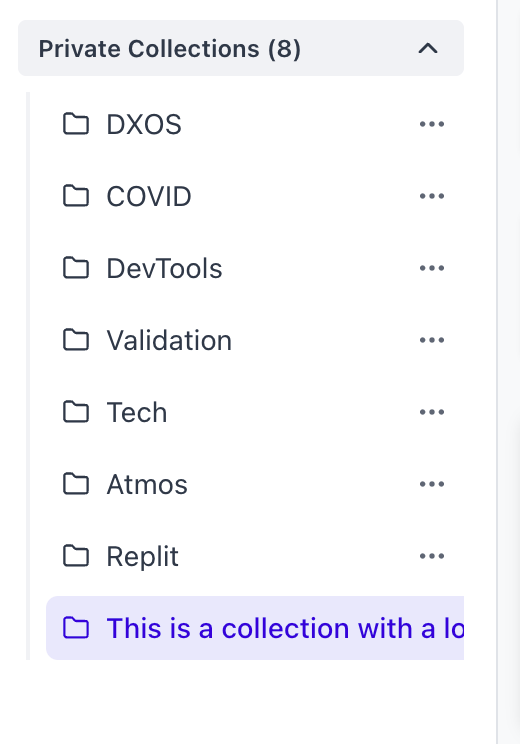 Private Collections (8)
DXOS
COVID
DevTools
Validation
Tech
Atmos
Replit
This is a collection with a lo